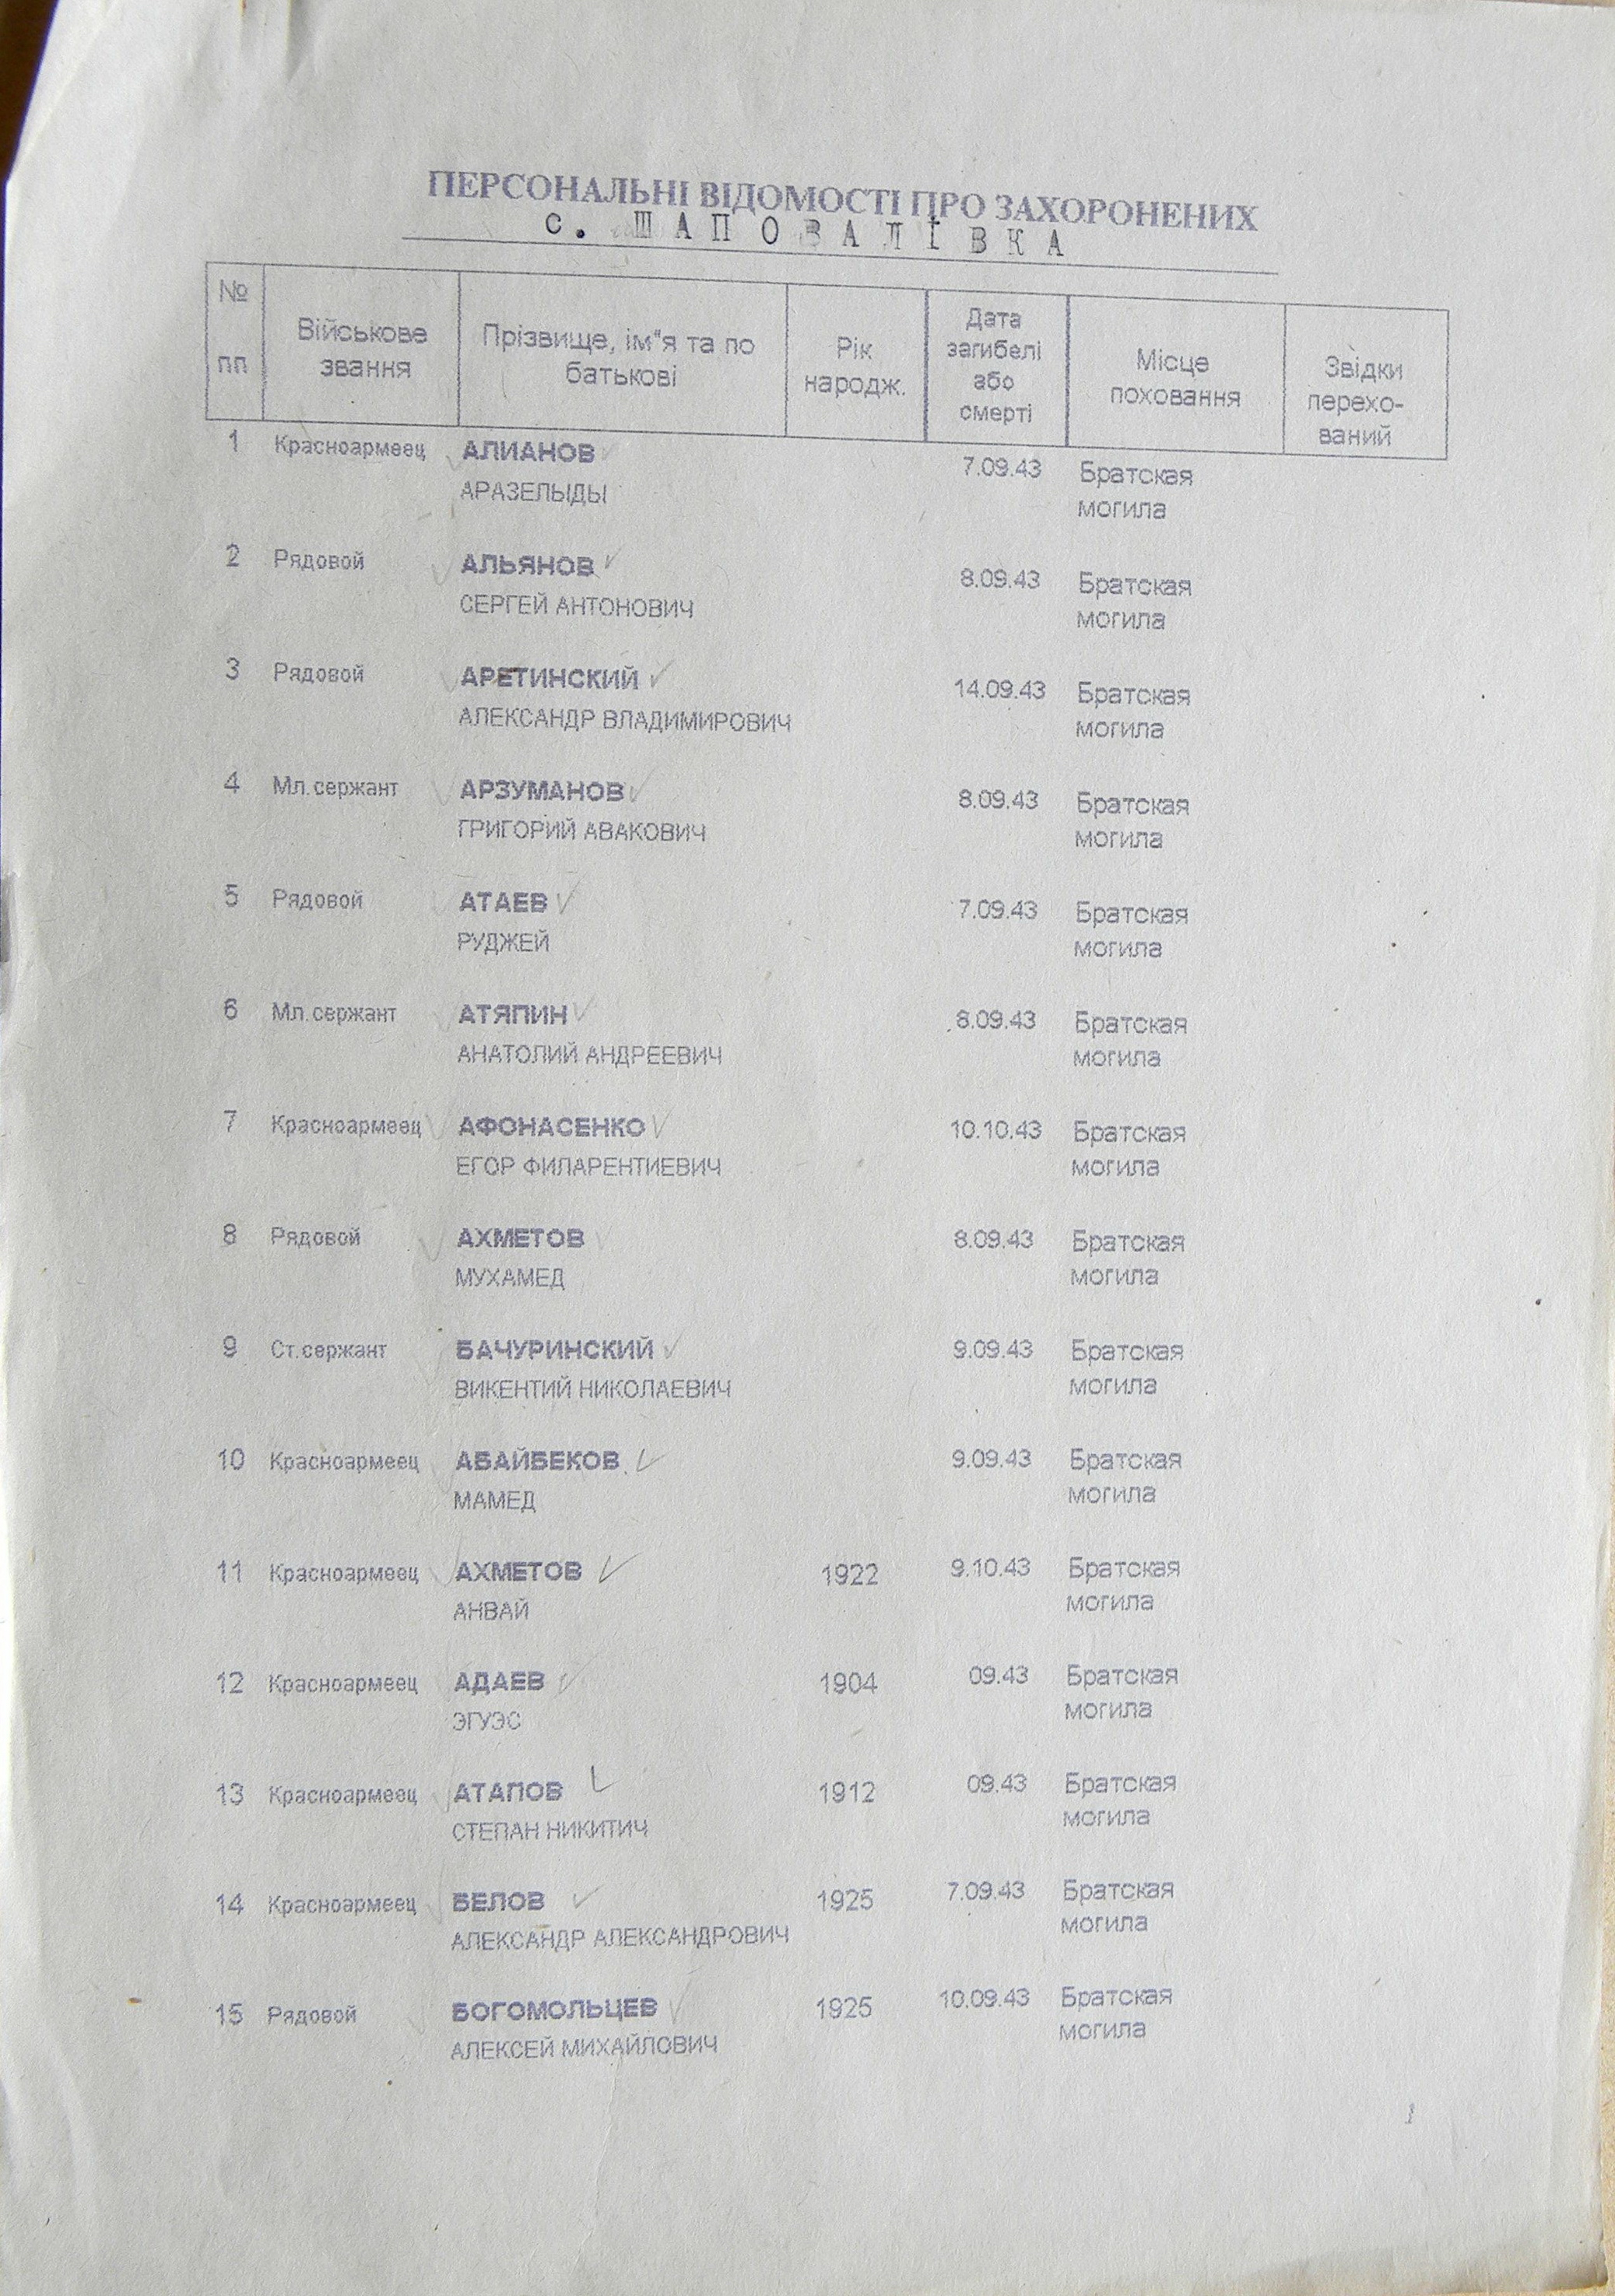 ПЕРСОНАЛЬНІ ВІДОМОСТІ ПРО ЗАХОРОНЕНИХ
с. ШАПОВАЛІВКА
№ пп Військове звання Прізвище, ім"я та по батькові Рік народж. Дата загибелі або смерті Місце поховання Звідки перехо-ваний
1 Красноармеец АЛИАНОВ 7.09.43 Братская
АРАЗЕЛЫДЫ могила
2 Рядовой АЛЬЯНОВ 8.09.43 Братская
СЕРГЕЙ АНТОНОВИЧ могила
3 Рядовой АРЕТИНСКИЙ 14.09.43 Братская
АЛЕКСАНДР ВЛАДИМИРОВИЧ могила
4 Мл.сержант АРЗУМАНОВ 8.09.43 Братская
ГРИГОРИЙ АВАКОВИЧ могила
5 Рядовой АТАЕВ 7.09.43 Братская
РУДЖЕЙ могила
6 Мл.сержант АТЯПИН 8.09.43 Братская
АНАТОЛИЙ АНДРЕЕВИЧ могила
7 Красноармеец АФОНАСЕНКО 10.10.43 Братская
ЕГОР ФИЛАРЕНТИЕВИЧ могила
8 Рядовой АХМЕТОВ 8.09.43 Братская
МУХАМЕД могила
9 Ст.сержант БАЧУРИНСКИЙ 9.09.43 Братская
ВИКЕНТИЙ НИКОЛАЕВИЧ могила
10 Красноармеец АБАЙБЕКОВ 9.09.43 Братская
МАМЕД могила
11 Красноармеец АХМЕТОВ 1922 9.10.43 Братская
АНВАЙ могила
12 Красноармеец АДАЕВ 1904 09.43 Братская
ЭГУЭС могила
13 Красноармеец АТАПОВ 1912 09.43 Братская
СТЕПАН НИКИТИЧ могила
14 Красноармеец БЕЛОВ 1925 7.09.43 Братская
АЛЕКСАНДР АЛЕКСАНДРОВИЧ могила
15 Рядовой БОГОМОЛЬЦЕВ 1925 10.09.43 Братская
АЛЕКСЕЙ МИХАЙЛОВИЧ могила